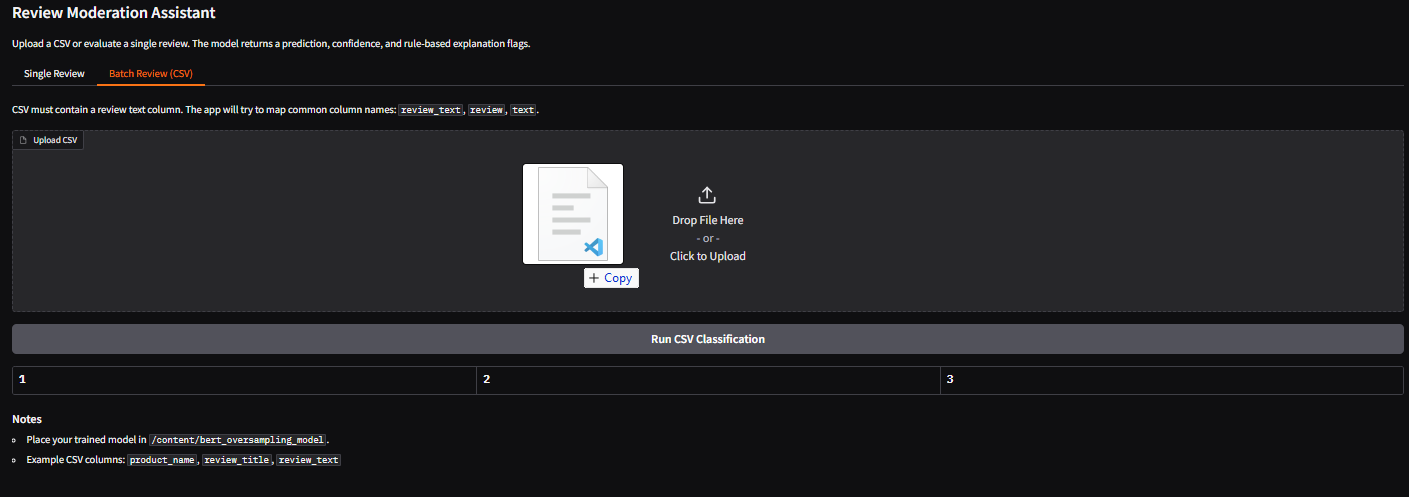 Review Moderation Assistant
Upload a CSV or evaluate a single review. The model returns a prediction, confidence, and rule-based explanation flags.
Single Review Batch Review (CSV)
CSV must contain a review text column. The app will try to map common column names: review_text, review, text.
Upload CSV
Drop File Here
- or -
Click to Upload
+ Copy
Run CSV Classification
1 2 3
Notes
Place your trained model in /content/bert_oversampling_model.
Example CSV columns: product_name, review_title, review_text